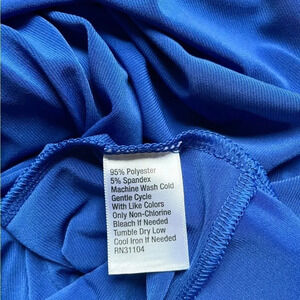 95% Polyester
5% Spandex
Machine Wash Cold
Gentle Cycle
With Like Colors
Only Non-Chlorine
Bleach If Needed
Tumble Dry Low
Cool Iron If Needed
RN31104